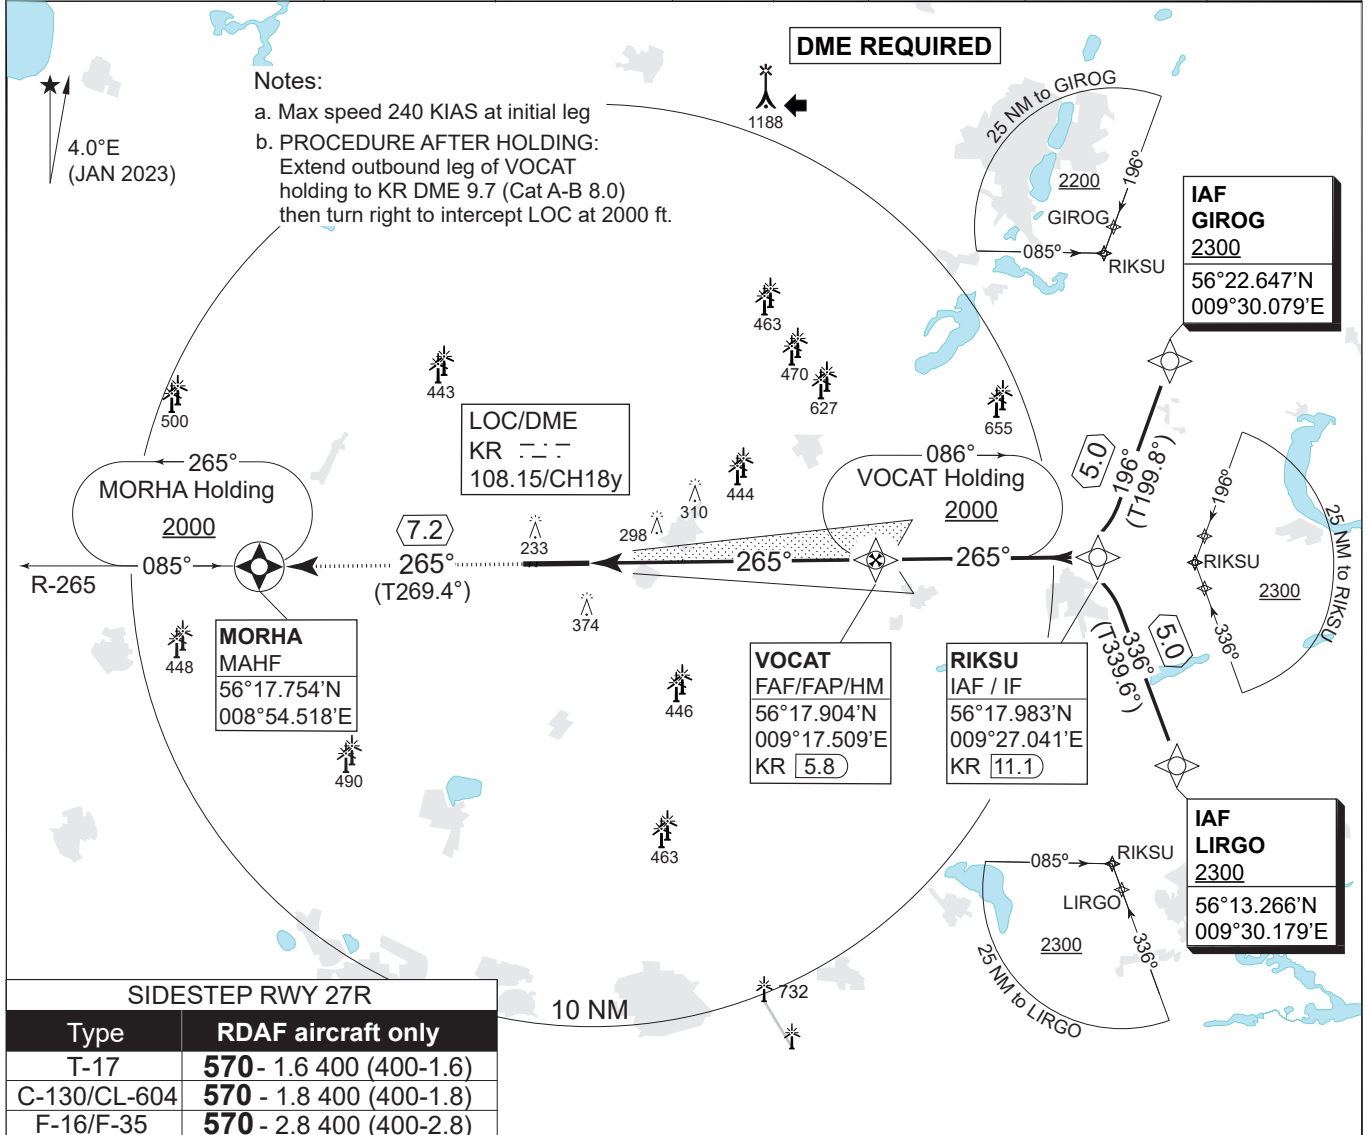 DME REQUIRED
Notes:
a. Max speed 240 KIAS at initial leg
b. PROCEDURE AFTER HOLDING:
Extend outbound leg of VOCAT
holding to KR DME 9.7 (Cat A-B 8.0)
then turn right to intercept LOC at 2000 ft.
4.0°E
(JAN 2023)
1188
25 NM to GIROG
196°
2200
GIROG
085°
RIKSU
IAF
GIROG
2300
56°22.647’N
009°30.079’E
463
470
627
443
500
655
LOC/DME
KR
108.15/CH18y
265°
MORHA Holding
2000
085°
R-265
7.2
265°
(T269.4°)
233
298
310
444
374
086°
VOCAT Holding
2000
265°
265°
5.0
196°
(T199.8°)
5.0
336°
(T339.6°)
196°
RIKSU
2300
336°
25 NM to RIKSU
448
MORHA
MAHF
56°17.754’N
008°54.518’E
490
446
463
VOCAT
FAF/FAP/HM
56°17.904’N
009°17.509’E
KR 5.8
RIKSU
IAF / IF
56°17.983’N
009°27.041’E
KR 11.1
IAF
LIRGO
2300
56°13.266’N
009°30.179’E
085°
RIKSU
LIRGO
2300
336°
25 NM to LIRGO
732
10 NM
SIDESTEP RWY 27R
Type RDAF aircraft only
T-17 570 - 1.6 400 (400-1.6)
C-130/CL-604 570 - 1.8 400 (400-1.8)
F-16/F-35 570 - 2.8 400 (400-2.8)